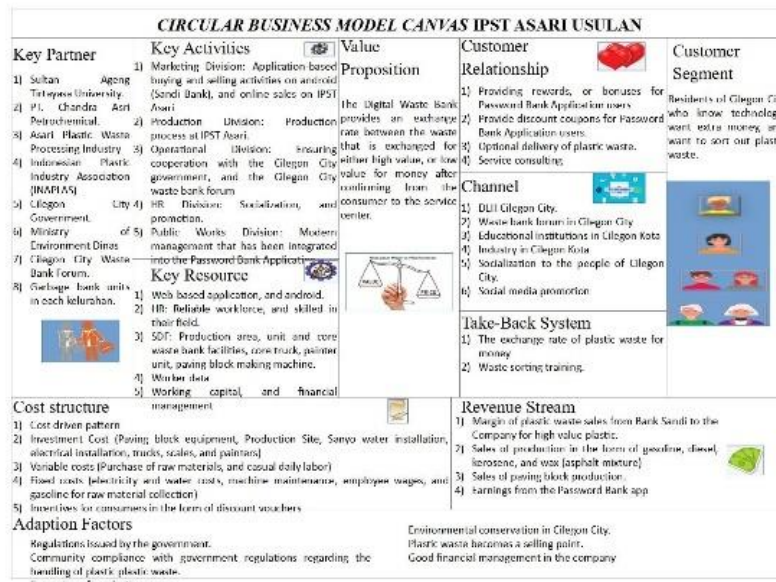 CIRCULAR BUSINESS MODEL CANVAS IPST ASARI USULAN
Key Partner
1) Sultan Ageng
Tirtayasa University.
2) PT. Chandra Asri
Petrochemical.
3) Asari Plastic Waste
Processing Industry
4) Indonesian Plastic
Industry Association
(INAPLAS)
5) Cilegon City
Government.
6) Ministry of
Environment Dinas
7) Cilegon City Waste
Bank Forum.
8) Garbage bank units
in each kelurahan.
Key Activities
1) Marketing Division: Application-based
buying and selling activities on android
(Sandi Bank), and online sales on IPST
Asari
2) Production Division: Production
process at IPST Asari.
3) Operational Division: Ensuring
cooperation with the Cilegon City
government, and the Cilegon City
waste bank forum
4) HR Division: Socialization, and
promotion.
5) Public Works Division: Modern
management that has been integrated
into the Password Bank Application
Key Resource
1) Web based application, and android.
2) HR: Reliable workforce, and skilled in
their field.
3) SDF: Production area, unit and core
waste bank facilities, core truck, painter
unit, paving block making machine.
4) Worker data
5) Working capital, and financial
management
Value
Proposition
The Digital Waste Bank
provides an exchange
rate between the waste
that is exchanged for
either high value, or low
value for money after
confirming from the
consumer to the service
center.
Customer
Relationship
1) Providing rewards, or bonuses for
Password Bank Application users
2) Provide discount coupons for Password
Bank Application users.
3) Optional delivery of plastic waste.
4) Service consulting
Channel
1) DLH Cilegon City.
2) Waste bank forum in Cilegon City
3) Educational institutions in Cilegon Kota
4) Industry in Cilegon Kota
5) Socialization to the people of Cilegon
City.
6) Social media promotion
Take-Back System
1) The exchange rate of plastic waste for
money
2) Waste sorting training.
Customer
Segment
Residents of Cilegon
who know
want extra money,
want to sort out
waste.
Cost structure
1) Cost driven pattern
2) Investment Cost (Paving block equipment, Production Site, Sanyo water installation,
electrical installation, trucks, scales, and painters)
3) Variable costs (Purchase of raw materials, and casual daily labor)
4) Fixed costs (electricity and water costs, machine maintenance, employee wages, and
gasoline for raw material collection)
5) Incentives for consumers in the form of discount vouchers
Revenue Stream
1) Margin of plastic waste sales from Bank Sandi to the
Company for high value plastic.
2) Sales of production in the form of gasoline, diesel,
kerosene, and wax (asphalt mixture)
3) Sales of paving block production.
4) Earnings from the Password Bank app
Adaption Factors
Regulations issued by the government.
Community compliance with government regulations regarding the
handling of plastic plastic waste.
Environmental conservation in Cilegon City.
Plastic waste becomes a selling point.
Good financial management in the company